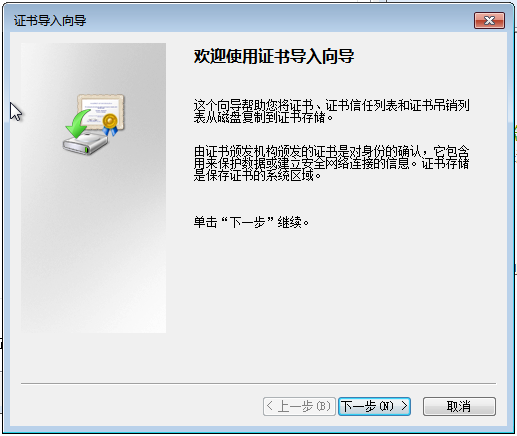 证书导入向导
欢迎使用证书导入向导
这个向导帮助您将证书、证书信任列表和证书吊销列
表从磁盘复制到证书存储。
由证书颁发机构颁发的证书是对身份的确认，它包含
用来保护数据或建立安全网络连接的信息。证书存储
是保存证书的系统区域。
单击“下一步”继续。
< 上一步(B) 下一步(N) > 取消